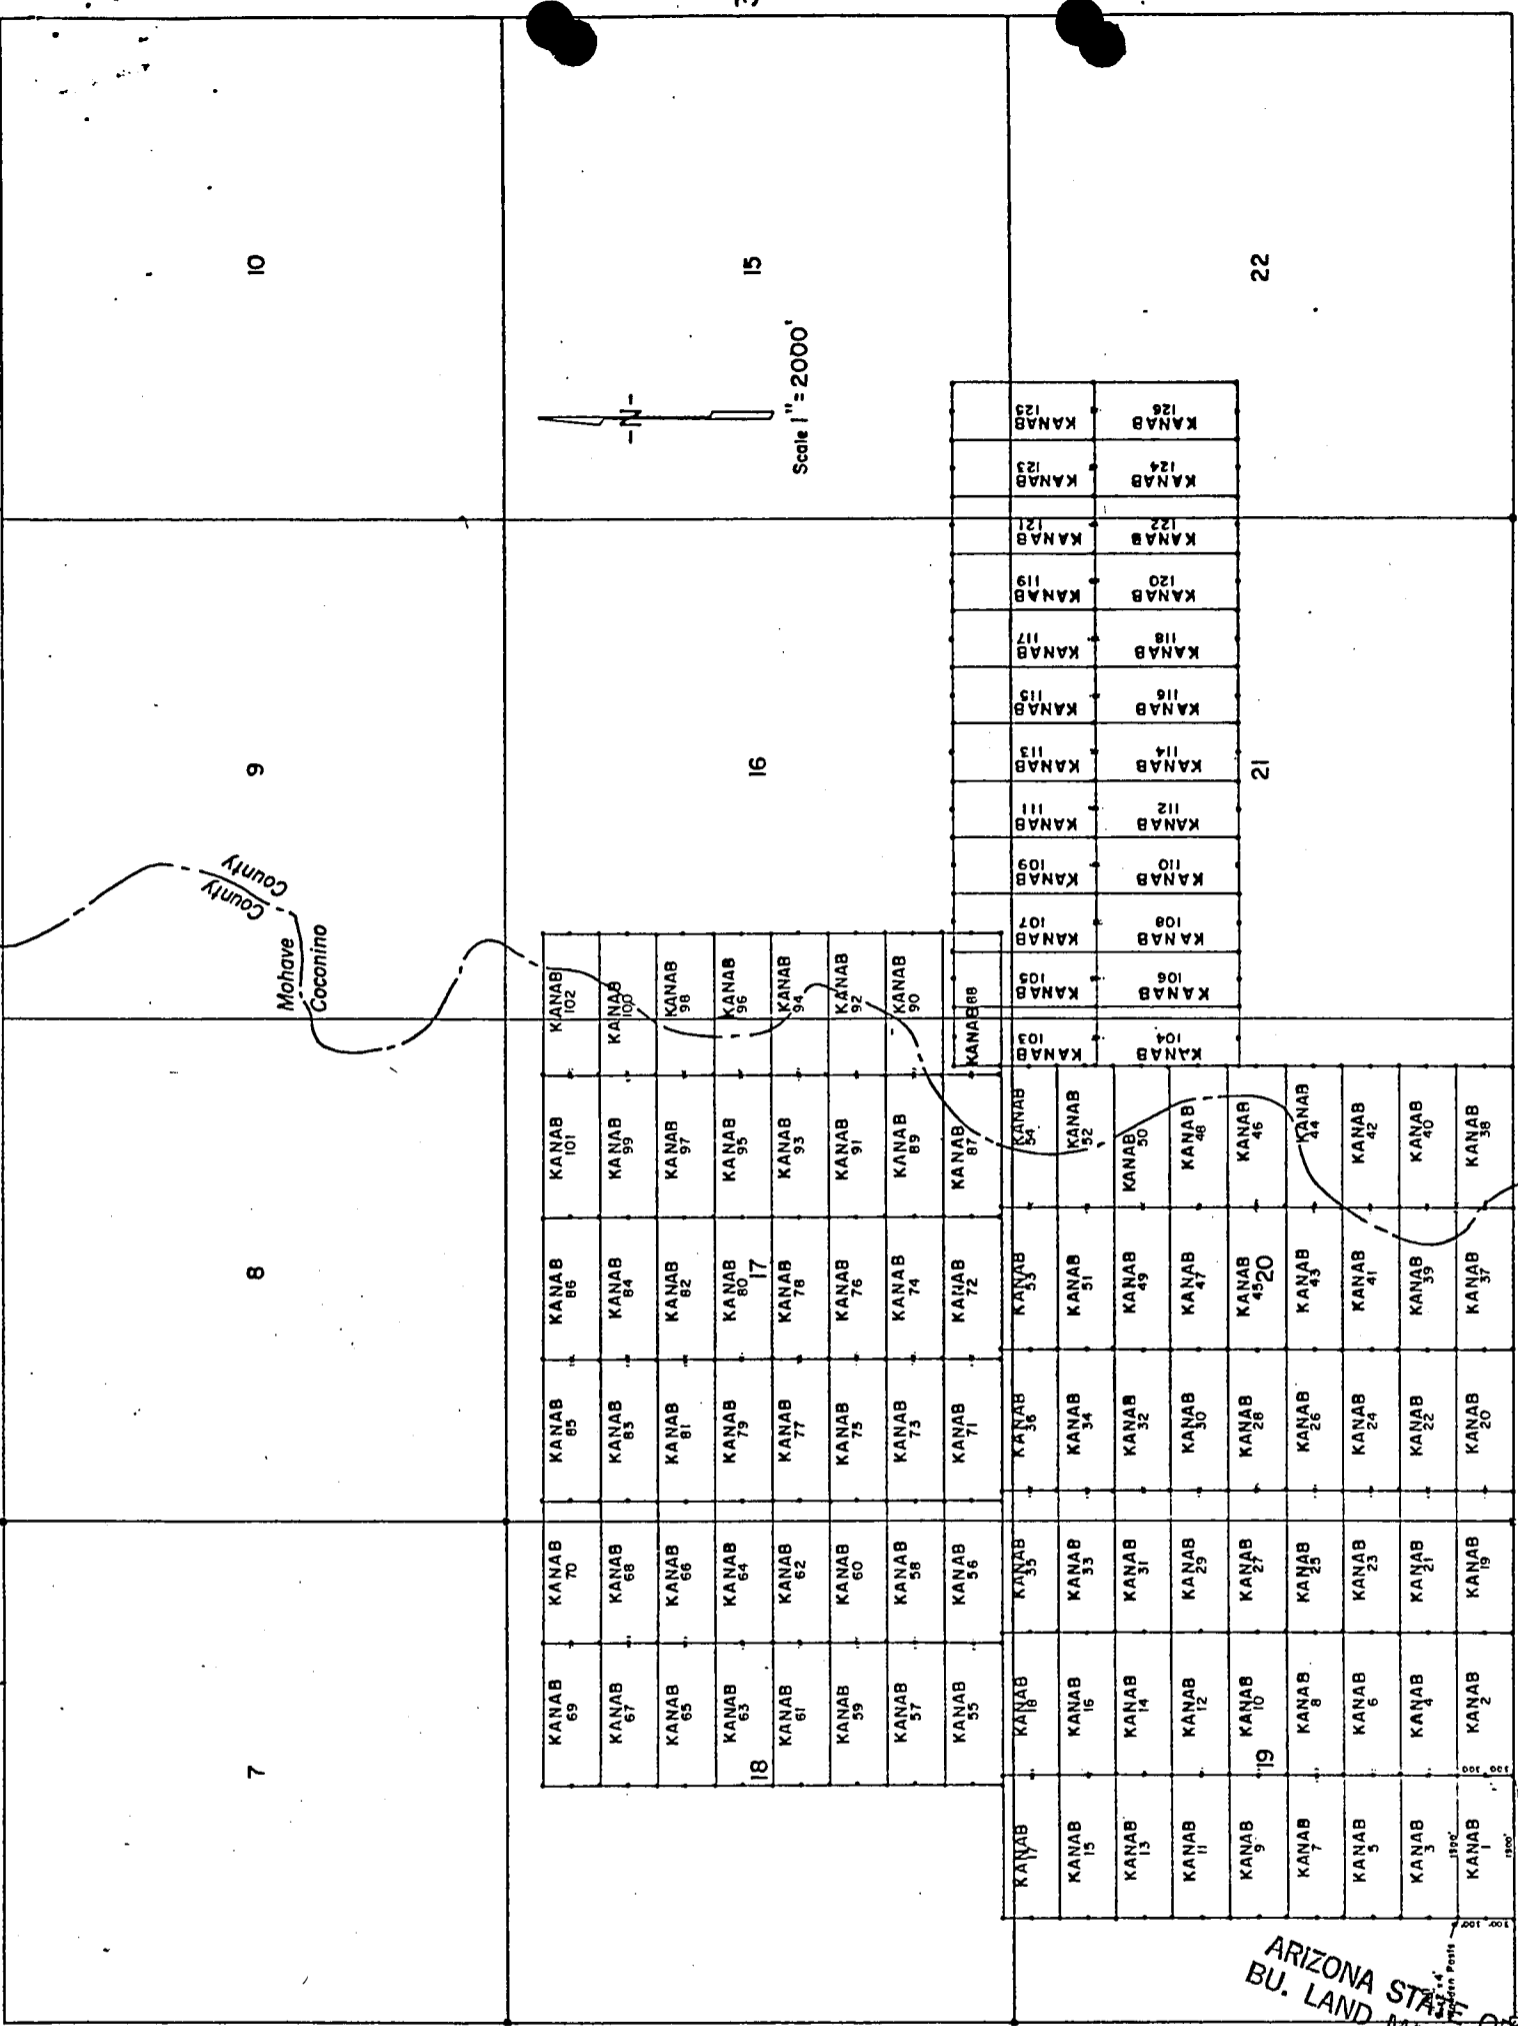 10
15
22
-N-
Scale 1"=2000'
9
16
21
County
County
Mohave
Coconino
8
17
20
7
18
19
KANAB
102
KANAB
100
KANAB
98
KANAB
96
KANAB
94
KANAB
92
KANAB
90
KANAB 88
KANAB
101
KANAB
99
KANAB
97
KANAB
95
KANAB
93
KANAB
91
KANAB
89
KANAB
87
KANAB
86
KANAB
84
KANAB
82
KANAB
80
KANAB
78
KANAB
76
KANAB
74
KANAB
72
KANAB
85
KANAB
83
KANAB
81
KANAB
79
KANAB
77
KANAB
75
KANAB
73
KANAB
71
KANAB
70
KANAB
68
KANAB
66
KANAB
64
KANAB
62
KANAB
60
KANAB
58
KANAB
56
KANAB
69
KANAB
67
KANAB
65
KANAB
63
KANAB
61
KANAB
59
KANAB
57
KANAB
55
KANAB
125
KANAB
126
KANAB
123
KANAB
124
KANAB
121
KANAB
122
KANAB
119
KANAB
120
KANAB
117
KANAB
118
KANAB
115
KANAB
116
KANAB
113
KANAB
114
KANAB
111
KANAB
112
KANAB
109
KANAB
110
KANAB
107
KANAB
108
KANAB
105
KANAB
106
KANAB
103
KANAB
104
KANAB
54
KANAB
52
KANAB
50
KANAB
48
KANAB
46
KANAB
44
KANAB
42
KANAB
40
KANAB
38
KANAB
53
KANAB
51
KANAB
49
KANAB
47
KANAB
45
KANAB
43
KANAB
41
KANAB
39
KANAB
37
KANAB
36
KANAB
34
KANAB
32
KANAB
30
KANAB
28
KANAB
26
KANAB
24
KANAB
22
KANAB
20
KANAB
35
KANAB
33
KANAB
31
KANAB
29
KANAB
27
KANAB
25
KANAB
23
KANAB
21
KANAB
19
KANAB
18
KANAB
16
KANAB
14
KANAB
12
KANAB
10
KANAB
8
KANAB
6
KANAB
4
KANAB
2
KANAB
17
KANAB
15
KANAB
13
KANAB
11
KANAB
9
KANAB
7
KANAB
5
KANAB
3
KANAB
1
1500'
1500'
300' 300'
300' 300'
Wooden Posts
ARIZONA STATE
BU. LAND